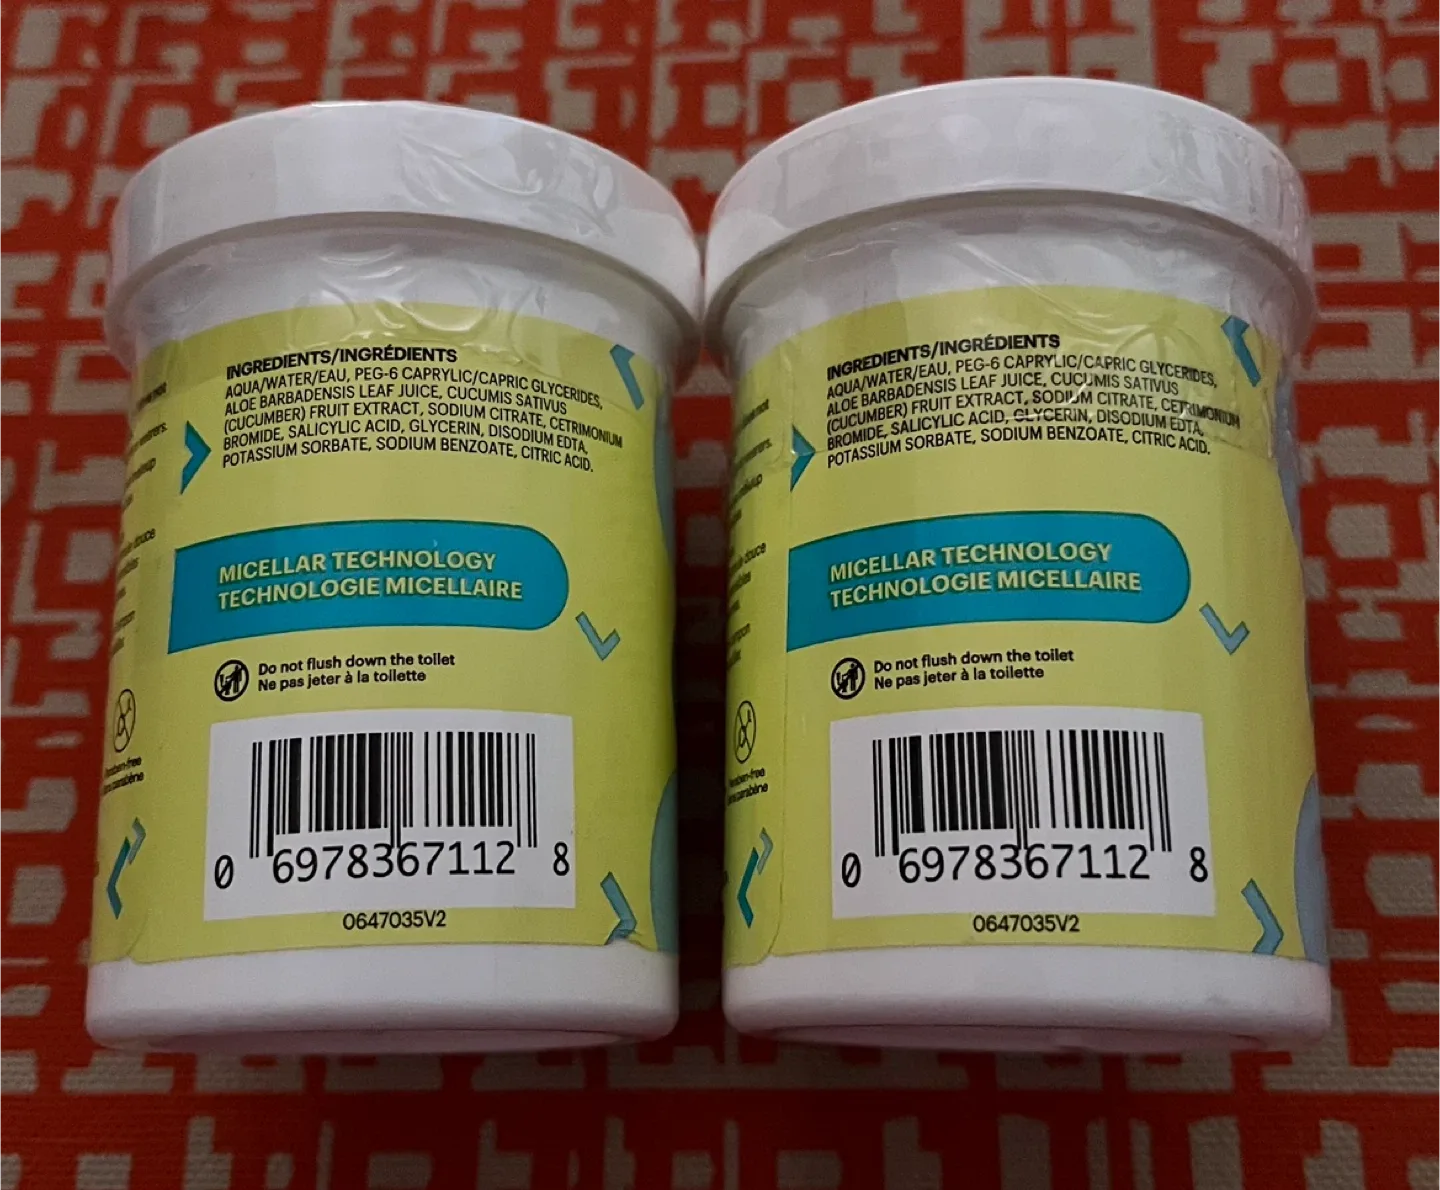 INGREDIENTS/INGRÉDIENTS
AQUA/WATER/EAU, PEG-6 CAPRYLIC/CAPRIC GLYCERIDES,
ALOE BARBADENSIS LEAF JUICE, CUCUMIS SATIVUS
(CUCUMBER) FRUIT EXTRACT, SODIUM CITRATE, CETRIMONIUM
BROMIDE, SALICYLIC ACID, GLYCERIN, DISODIUM EDTA,
POTASSIUM SORBATE, SODIUM BENZOATE, CITRIC ACID.
MICELLAR TECHNOLOGY
TECHNOLOGIE MICELLAIRE
Do not flush down the toilet
Ne pas jeter à la toilette
0 6978367112 8
0647035V2
INGREDIENTS/INGRÉDIENTS
AQUA/WATER/EAU, PEG-6 CAPRYLIC/CAPRIC GLYCERIDES,
ALOE BARBADENSIS LEAF JUICE, CUCUMIS SATIVUS
(CUCUMBER) FRUIT EXTRACT, SODIUM CITRATE, CETRIMONIUM
BROMIDE, SALICYLIC ACID, GLYCERIN, DISODIUM EDTA,
POTASSIUM SORBATE, SODIUM BENZOATE, CITRIC ACID.
MICELLAR TECHNOLOGY
TECHNOLOGIE MICELLAIRE
Do not flush down the toilet
Ne pas jeter à la toilette
0 6978367112 8
0647035V2